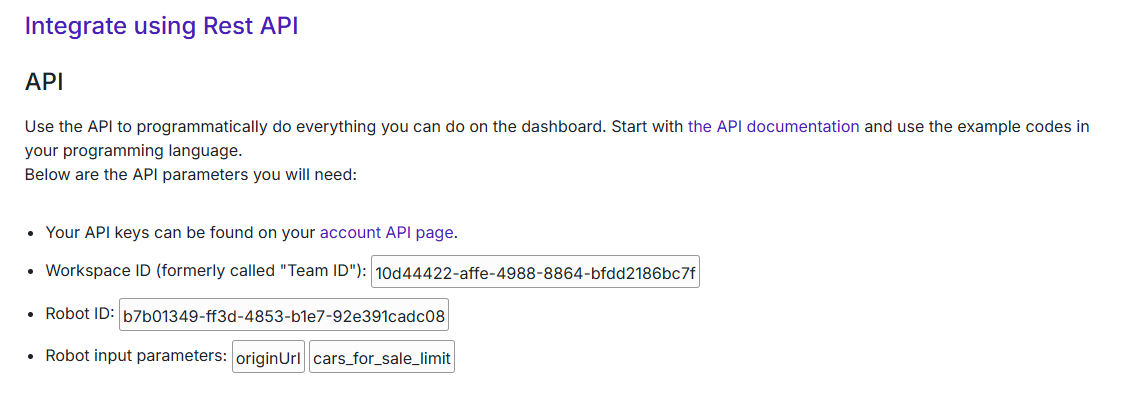 Integrate using Rest API
API
Use the API to programmatically do everything you can do on the dashboard. Start with the API documentation and use the example codes in
your programming language.
Below are the API parameters you will need:
• Your API keys can be found on your account API page.
• Workspace ID (formerly called "Team ID"): 10d44422-affe-4988-8864-bfdd2186bc7f
• Robot ID: b7b01349-ff3d-4853-b1e7-92e391cadc08
• Robot input parameters: originUrl cars_for_sale_limit